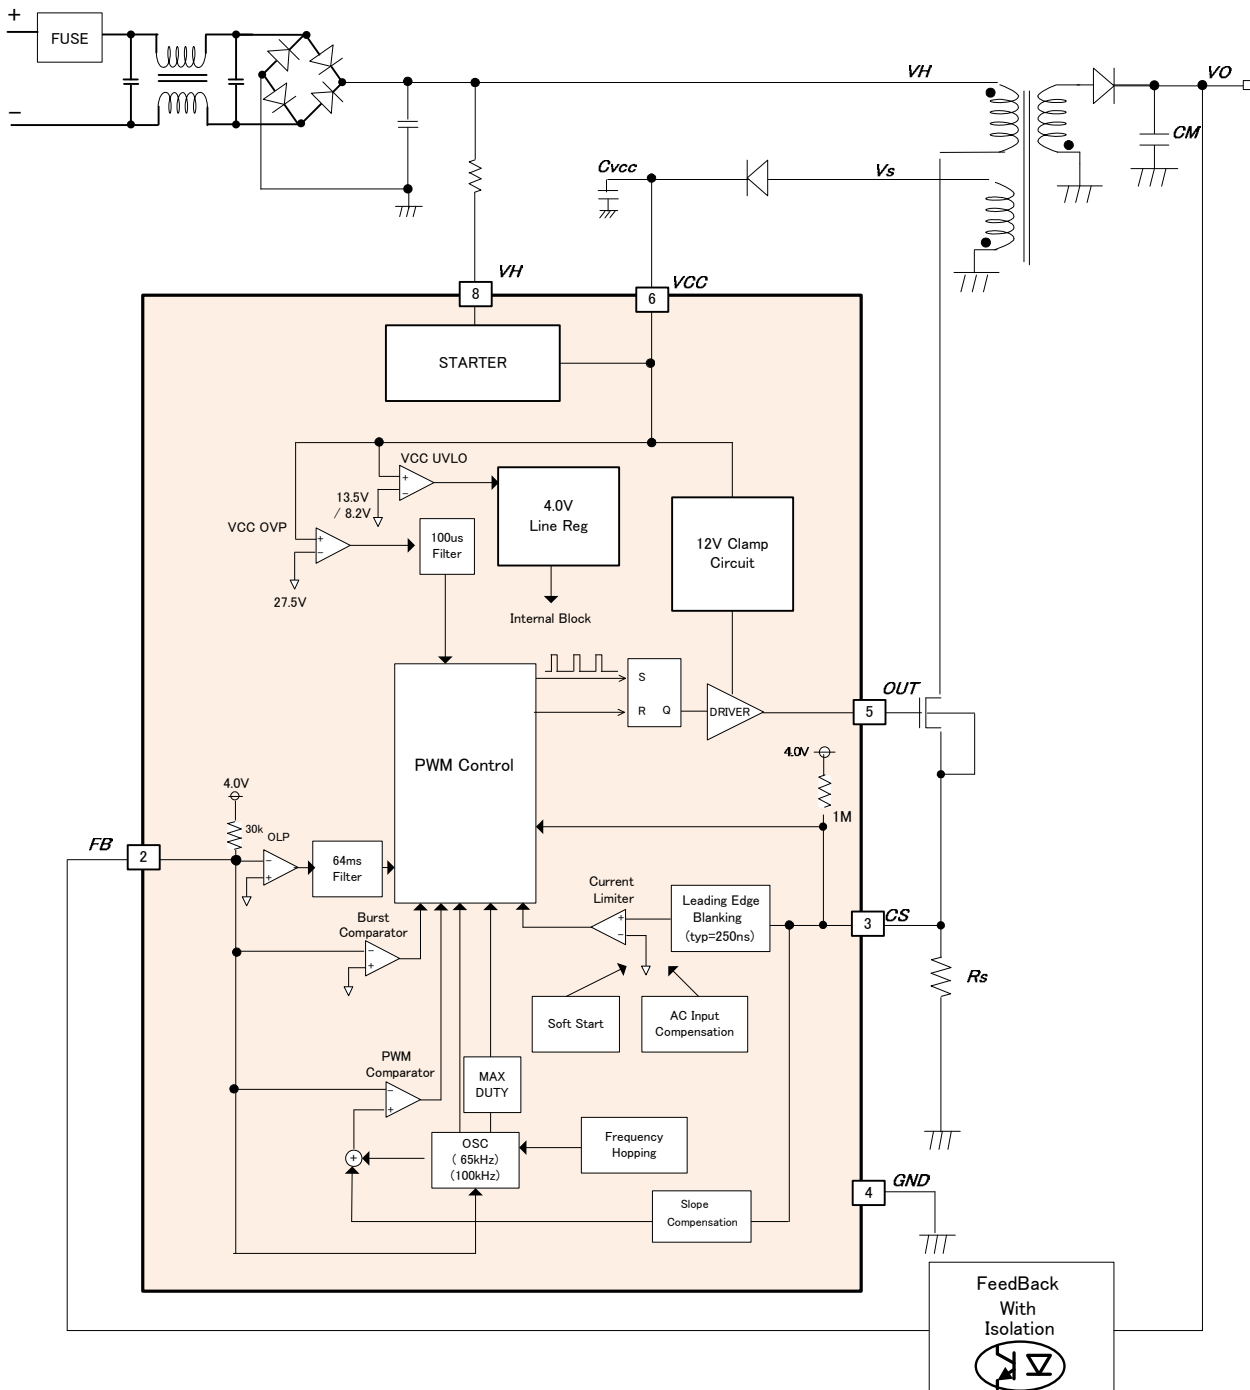 +
FUSE
−
VH
VO
CM
Cvcc
Vs
VH
8
VCC
6
STARTER
VCC UVLO
+
−
13.5V
/ 8.2V
4.0V
Line Reg
VCC OVP
+
−
27.5V
100us
Filter
12V Clamp
Circuit
Internal Block
S
R Q
DRIVER
OUT
5
PWM Control
4.0V
1M
4.0V
30k
OLP
FB
2
−
+
64ms
Filter
Current
Limiter
+
−
Leading Edge
Blanking
(typ=250ns)
CS
3
Burst
Comparator
−
+
Rs
Soft Start
AC Input
Compensation
PWM
Comparator
−
+
MAX
DUTY
+
OSC
( 65kHz)
(100kHz)
Frequency
Hopping
Slope
Compensation
GND
4
FeedBack
With
Isolation